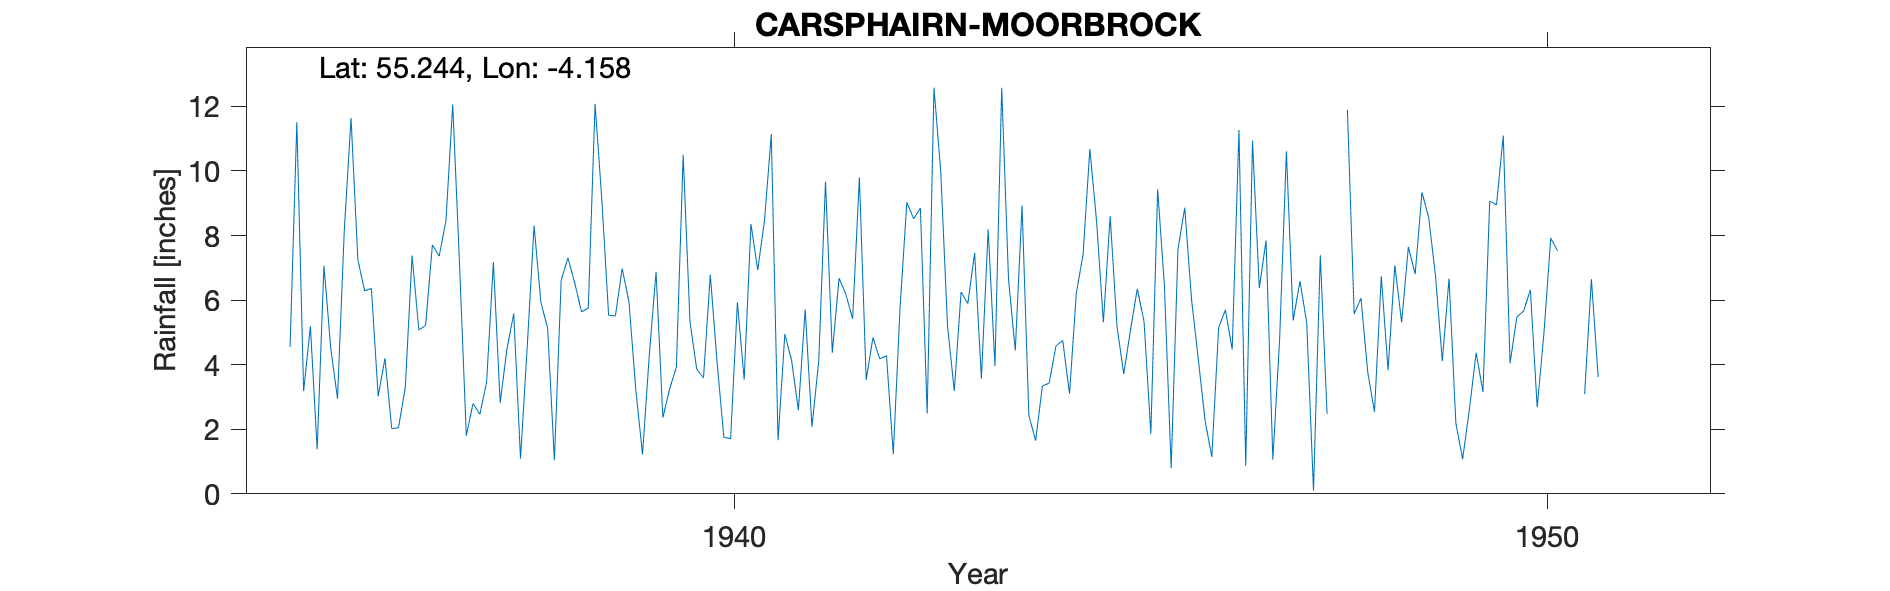 CARSPHAIRN-MOORBROCK
Lat: 55.244, Lon: -4.158
12
10
8
6
4
2
0
Rainfall [inches]
1940
1950
Year